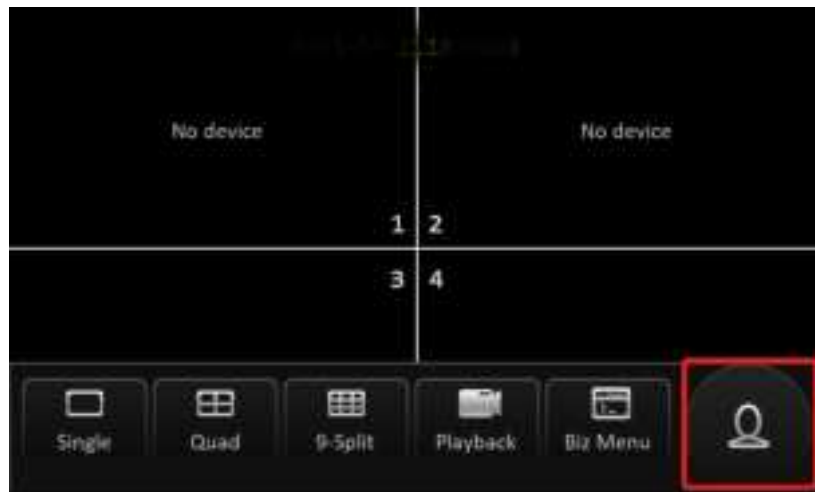 No device
No device
1 2
3 4
Single
Quad
9-Split
Playback
Biz Menu